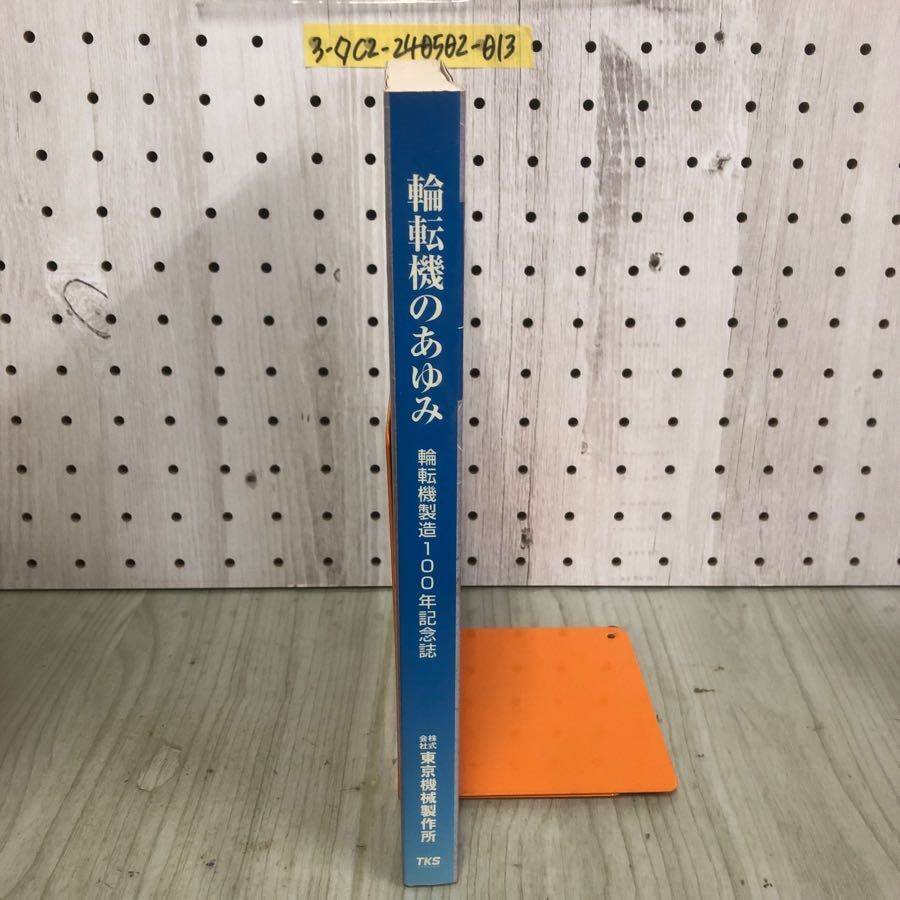 3-7C2-240502-013
輪転機のあゆみ
輪転機製造100年記念誌
株式会社
東京機械製作所
TKS